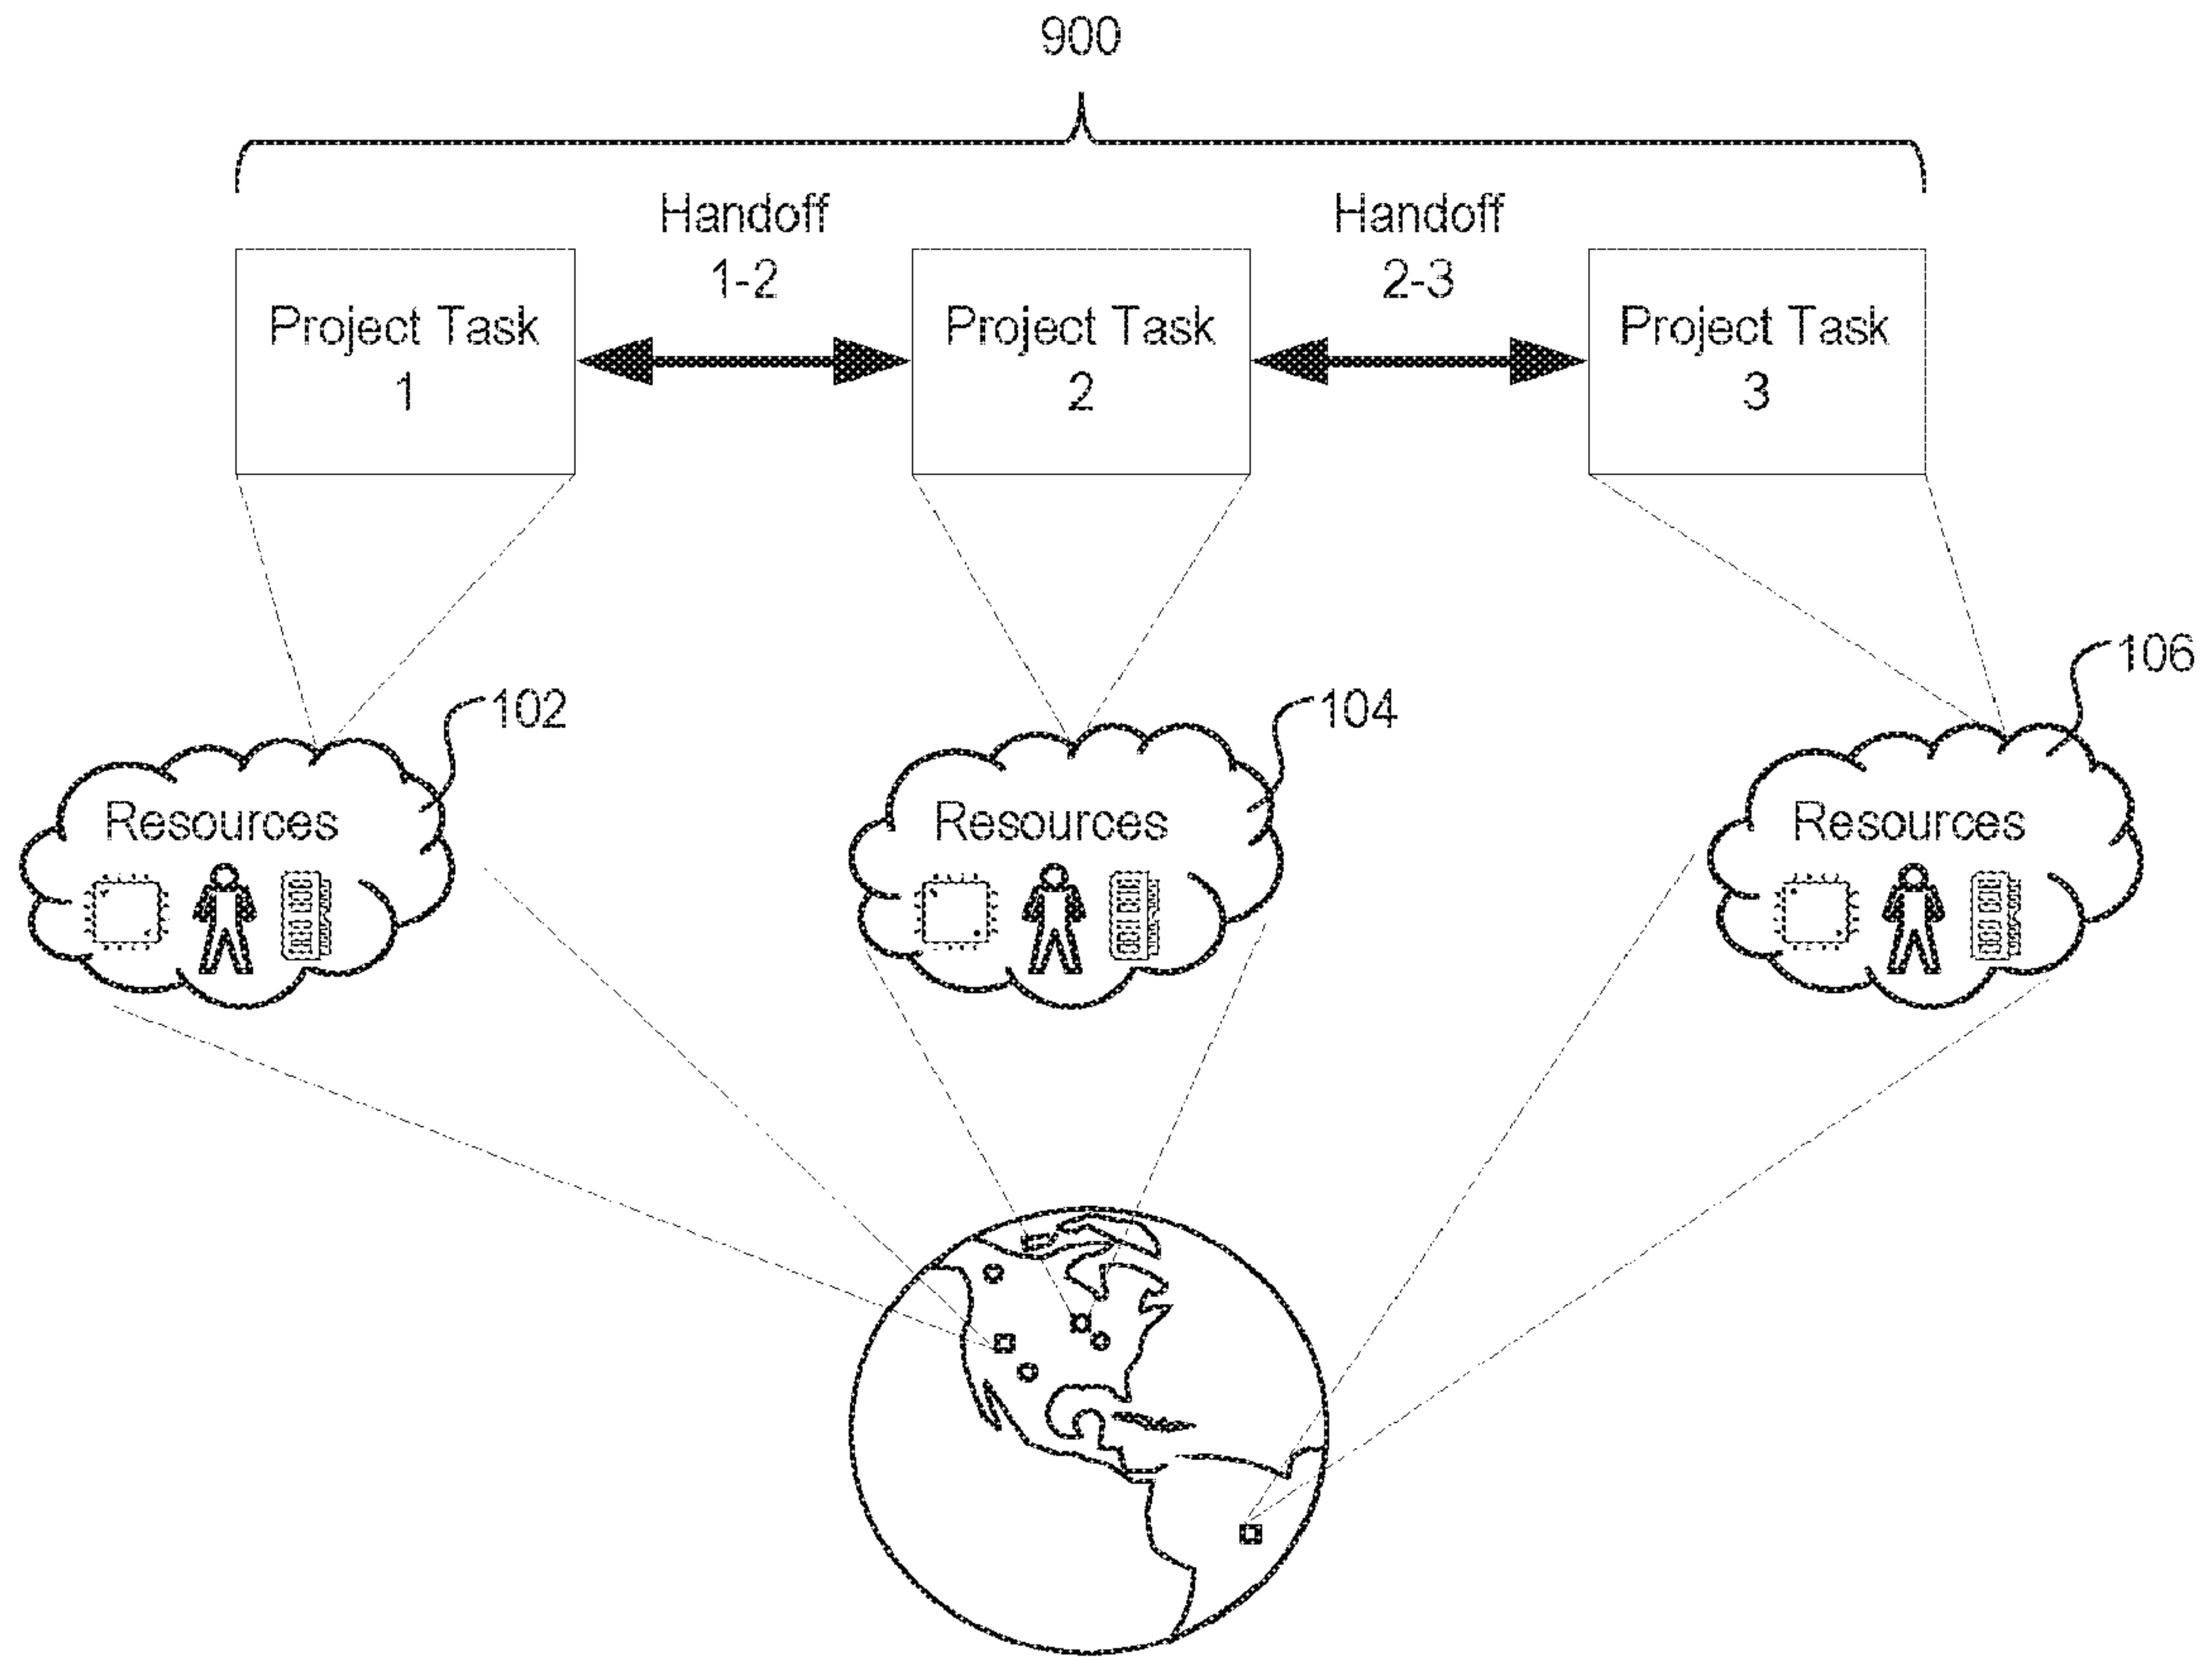 900
Handoff
1-2
Handoff
2-3
Project Task
1
Project Task
2
Project Task
3
102
104
106
Resources
Resources
Resources